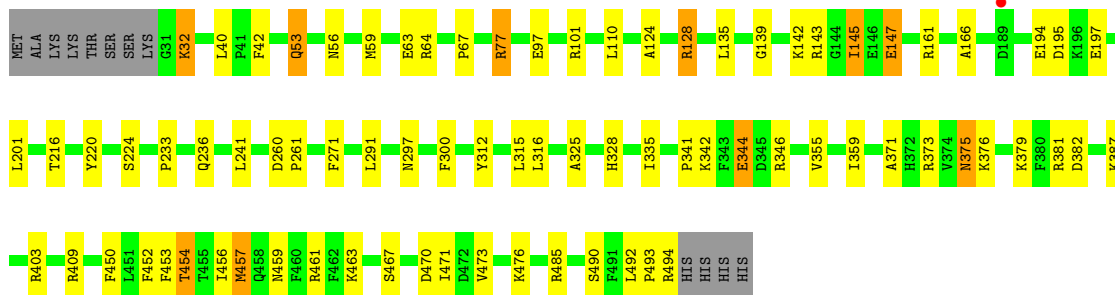 MET ALA LYS LYS THR SER SER LYS G31 K32 L40 P41 F42 Q53 N56 M59 E63 R64 P67 R77 E97 R101 L110 A124 R128 L135 G139 K142 R143 G144 I145 E146 E147 R161 A166 D189 E194 D195 K196 E197
L201 T216 Y220 S224 P233 Q236 L241 D260 P261 F271 L291 N297 F300 Y312 L315 L316 A325 H328 I335 P341 K342 F343 E344 D345 R346 V355 I359 A371 H372 R373 V374 N375 K376 K379 F380 R381 D382
R403 R409 F450 L451 F452 F453 T454 T455 I456 M457 Q458 N459 F460 R461 F462 K463 S467 D470 I471 D472 V473 K476 R485 S490 F491 L492 P493 R494 HIS HIS HIS HIS